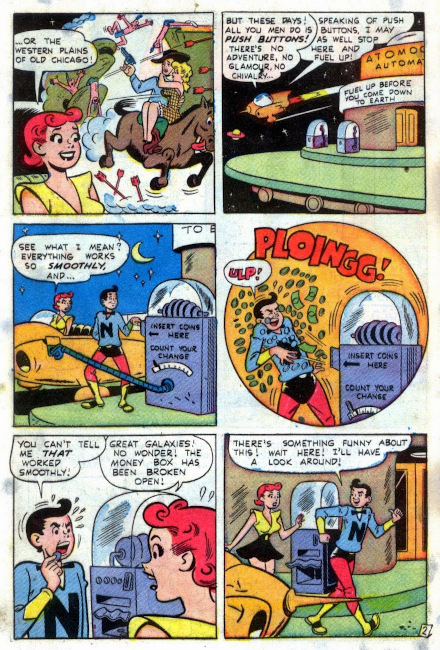 ...OR THE
WESTERN PLAINS
OF OLD CHICAGO!
BUT THESE DAYS!
ALL YOU MEN DO IS
PUSH BUTTONS!
THERE'S NO
ADVENTURE, NO
GLAMOUR, NO
CHIVALRY...
SPEAKING OF PUSH
BUTTONS, I MAY
AS WELL STOP
HERE AND
FUEL UP!
ATOMOC
AUTOMA
FUEL UP BEFORE
YOU COME DOWN
TO EARTH
SEE WHAT I MEAN?
EVERYTHING WORKS
SO SMOOTHLY,
AND...
TO E
N
INSERT COINS
HERE
COUNT YOUR
CHANGE
PLOINGG!
ULP!
INSERT COINS
HERE
COUNT YOUR
CHANGE
YOU CAN'T TELL
ME THAT
WORKED
SMOOTHLY!
GREAT GALAXIES!
NO WONDER! THE
MONEY BOX HAS
BEEN BROKEN
OPEN!
N
THERE'S SOMETHING FUNNY ABOUT
THIS! WAIT HERE! I'LL HAVE
A LOOK AROUND!
N
2